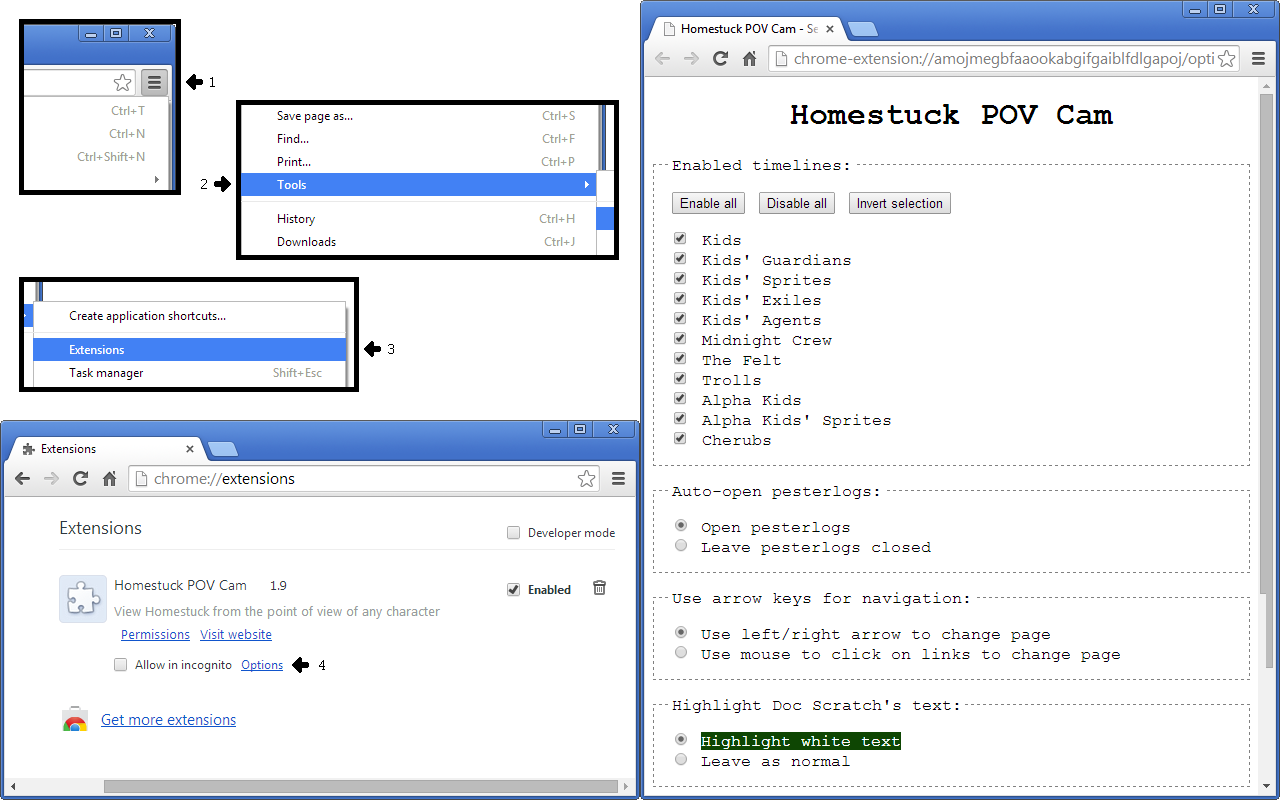 Ctrl+T
Ctrl+N
Ctrl+Shift+N
1
Save page as... Ctrl+S
Find... Ctrl+F
Print... Ctrl+P
Tools
History Ctrl+H
Downloads Ctrl+J
2
Create application shortcuts...
Extensions
Task manager Shift+Esc
3
Extensions
chrome://extensions
Extensions
Developer mode
Homestuck POV Cam 1.9
Enabled
View Homestuck from the point of view of any character
Permissions Visit website
Allow in incognito Options
4
Get more extensions
Homestuck POV Cam - Se
chrome-extension://amojmegbfaaookabgifgaiblfdlgapoj/opti
Homestuck POV Cam
Enabled timelines:
Enable all Disable all Invert selection
Kids
Kids' Guardians
Kids' Sprites
Kids' Exiles
Kids' Agents
Midnight Crew
The Felt
Trolls
Alpha Kids
Alpha Kids' Sprites
Cherubs
Auto-open pesterlogs:
Open pesterlogs
Leave pesterlogs closed
Use arrow keys for navigation:
Use left/right arrow to change page
Use mouse to click on links to change page
Highlight Doc Scratch's text:
Highlight white text
Leave as normal